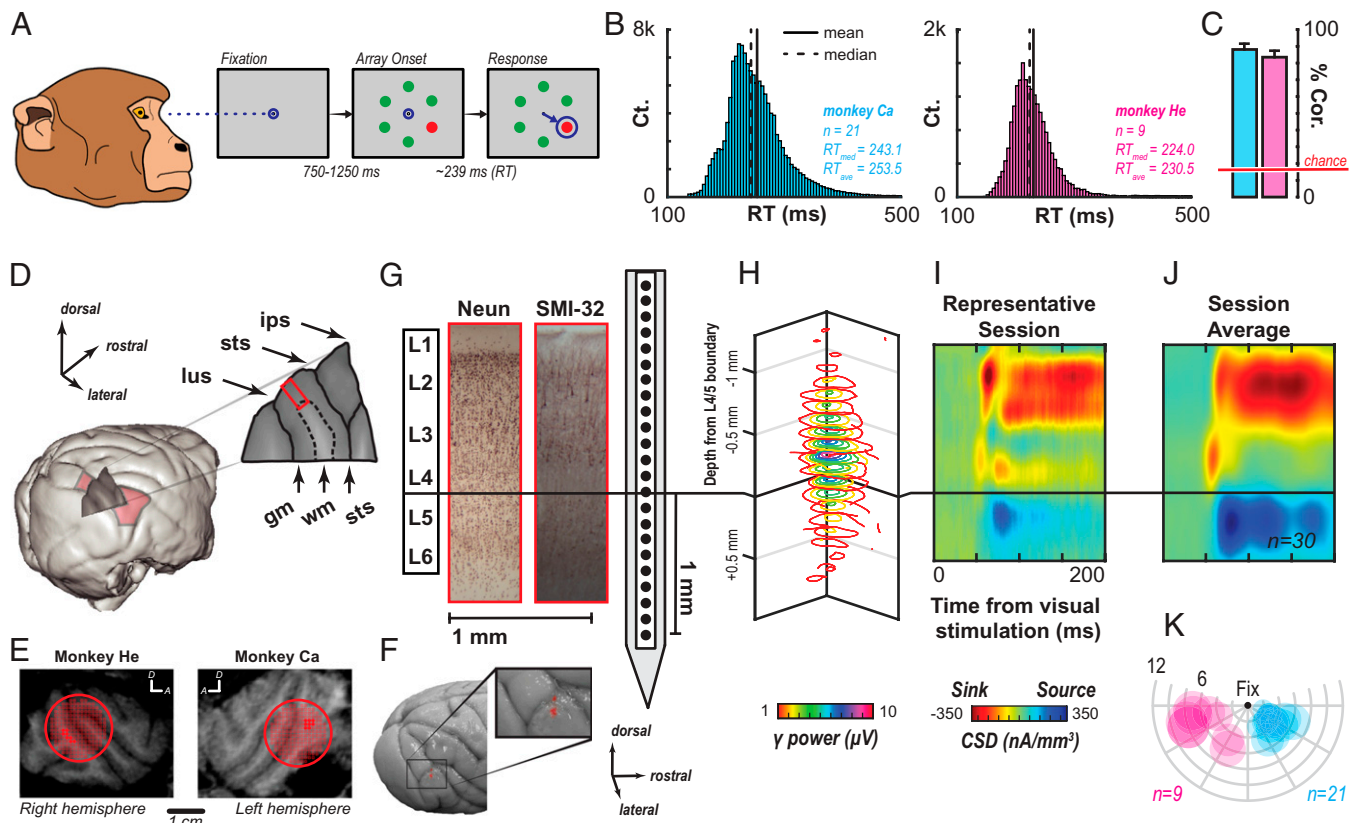 A
Fixation
Array Onset
Response
750-1250 ms
~239 ms (RT)
B
8k
Ct.
0
100
RT (ms)
500
mean
median
monkey Ca
n = 21
RTmed = 243.1
RTave = 253.5
2k
Ct.
0
100
RT (ms)
500
monkey He
n = 9
RTmed = 224.0
RTave = 230.5
C
100
% Cor.
chance
0
D
dorsal
rostral
lateral
ips
sts
lus
gm
wm
sts
G
Neun
SMI-32
L1
L2
L3
L4
L5
L6
1 mm
1 mm
H
Depth from L4/5 boundary
-1 mm
-0.5 mm
+0.5 mm
1
10
γ power (μV)
I
Representative
Session
0
200
Time from visual
stimulation (ms)
J
Session
Average
n=30
Sink
Source
-350
350
CSD (nA/mm³)
E
Monkey He
D
A
Right hemisphere
Monkey Ca
D
A
Left hemisphere
1 cm
F
dorsal
rostral
lateral
K
12
6
Fix
n=9
n=21